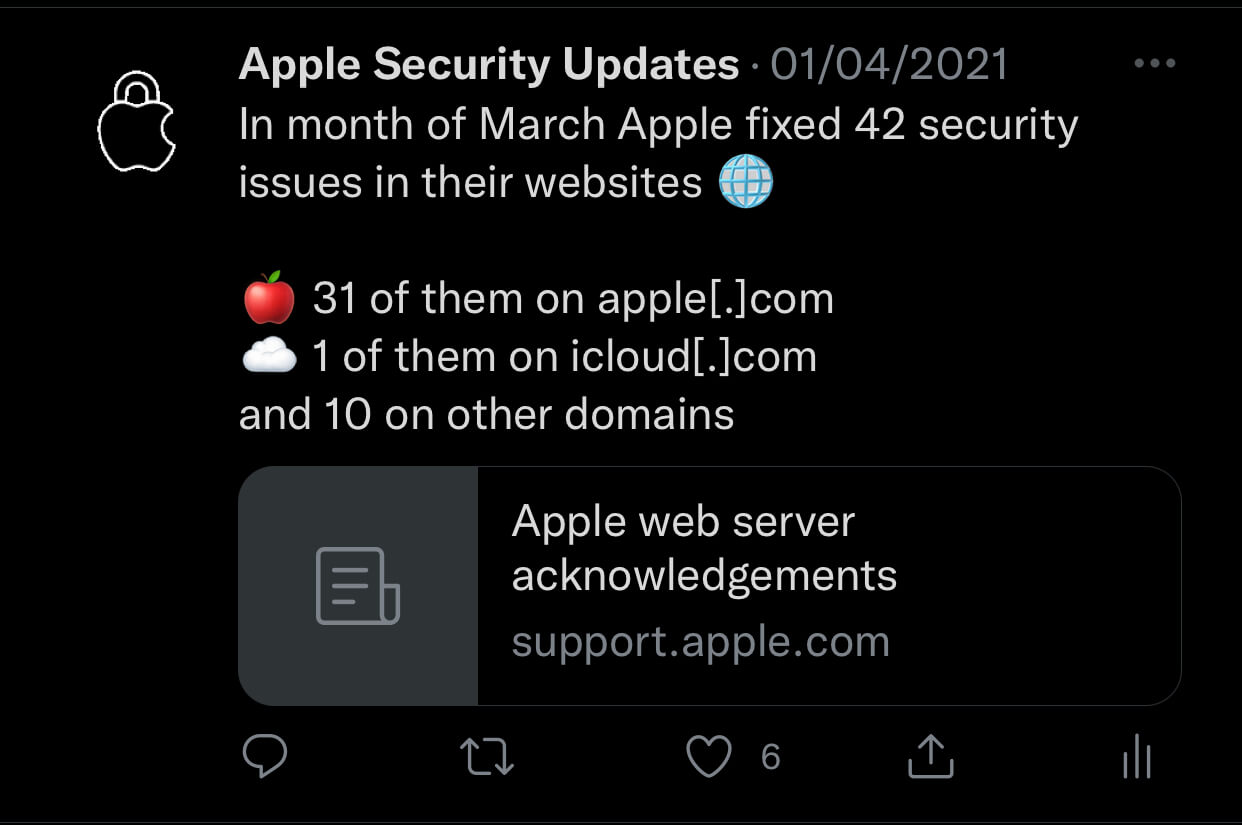 Apple Security Updates · 01/04/2021
In month of March Apple fixed 42 security
issues in their websites 🌐
🍎 31 of them on apple[.]com
☁️ 1 of them on icloud[.]com
and 10 on other domains
Apple web server
acknowledgements
support.apple.com
6